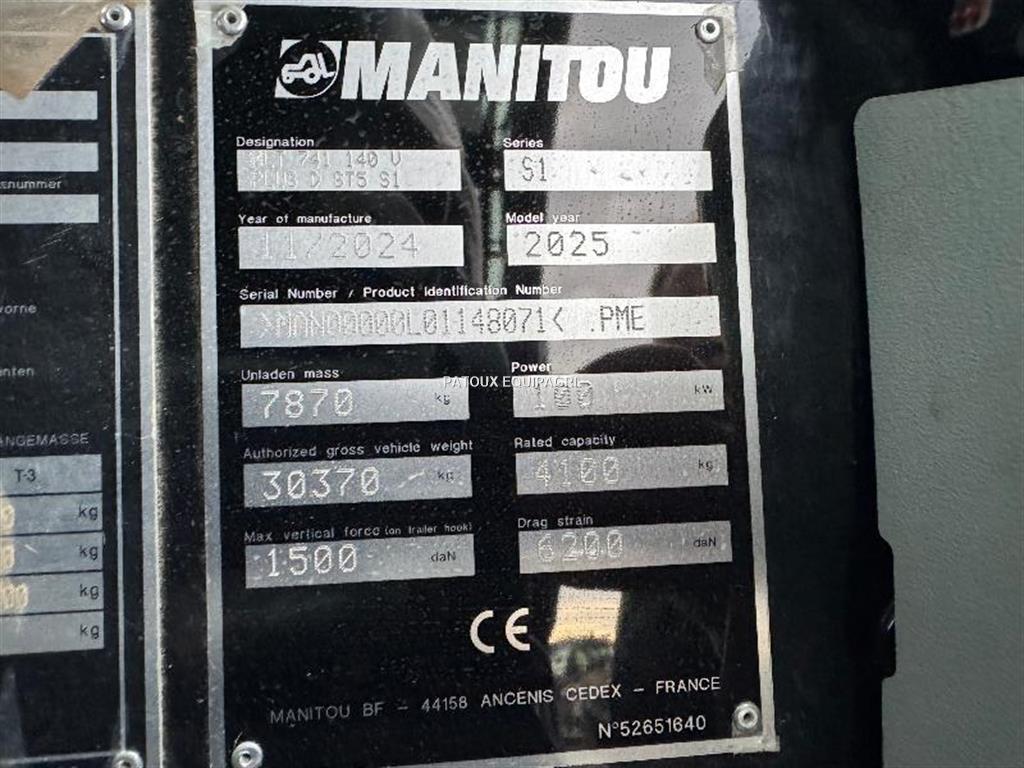 snummer
vorne
nten
ANGEMASSE
T-3
0 kg
0 kg
00 kg
kg
MANITOU
Designation
MLT 741 140 V
PLUS D ST5 S1
Series
S1
Year of manufacture
11/2024
Model year
2025
Serial Number / Product Identification Number
>MAN00000L01148071< .PME
Unladen mass
7870 kg
Power
100 kW
PATOUX EQUIPAGRI
Authorized gross vehicle weight
30370 kg
Rated capacity
4100 kg
Max vertical force (on trailer hook)
1500 daN
Drag strain
6200 daN
CE
MANITOU BF - 44158 ANCENIS CEDEX - FRANCE
N°52651640